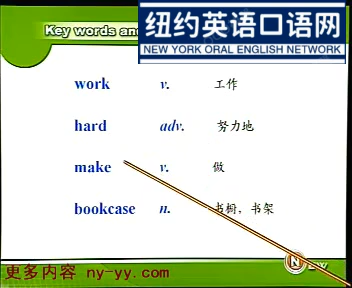 纽约英语口语网
NEW YORK ORAL ENGLISH NETWORK
Key words and
work v. 工作
hard adv. 努力地
make v. 做
bookcase n. 书橱，书架
N
更多内容 ny-yy.com